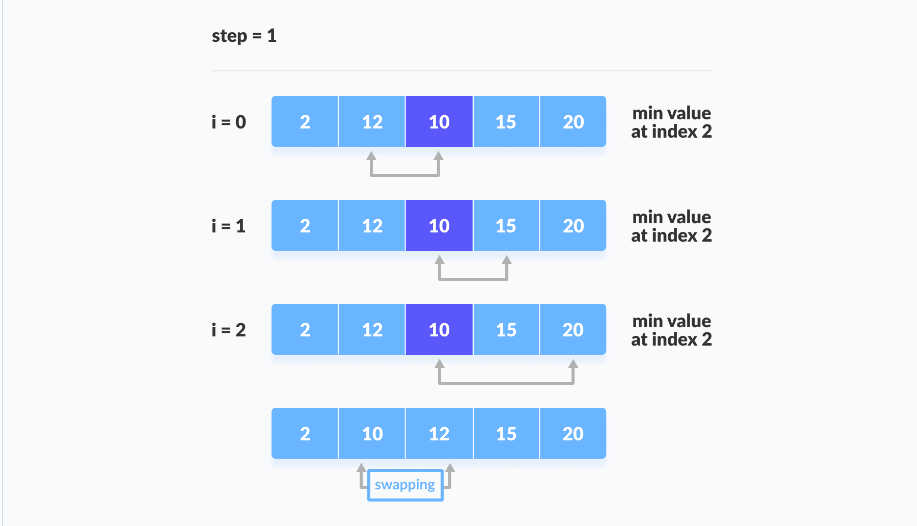 step = 1
i = 0
2 12 10 15 20
min value
at index 2
i = 1
2 12 10 15 20
min value
at index 2
i = 2
2 12 10 15 20
min value
at index 2
2 10 12 15 20
swapping